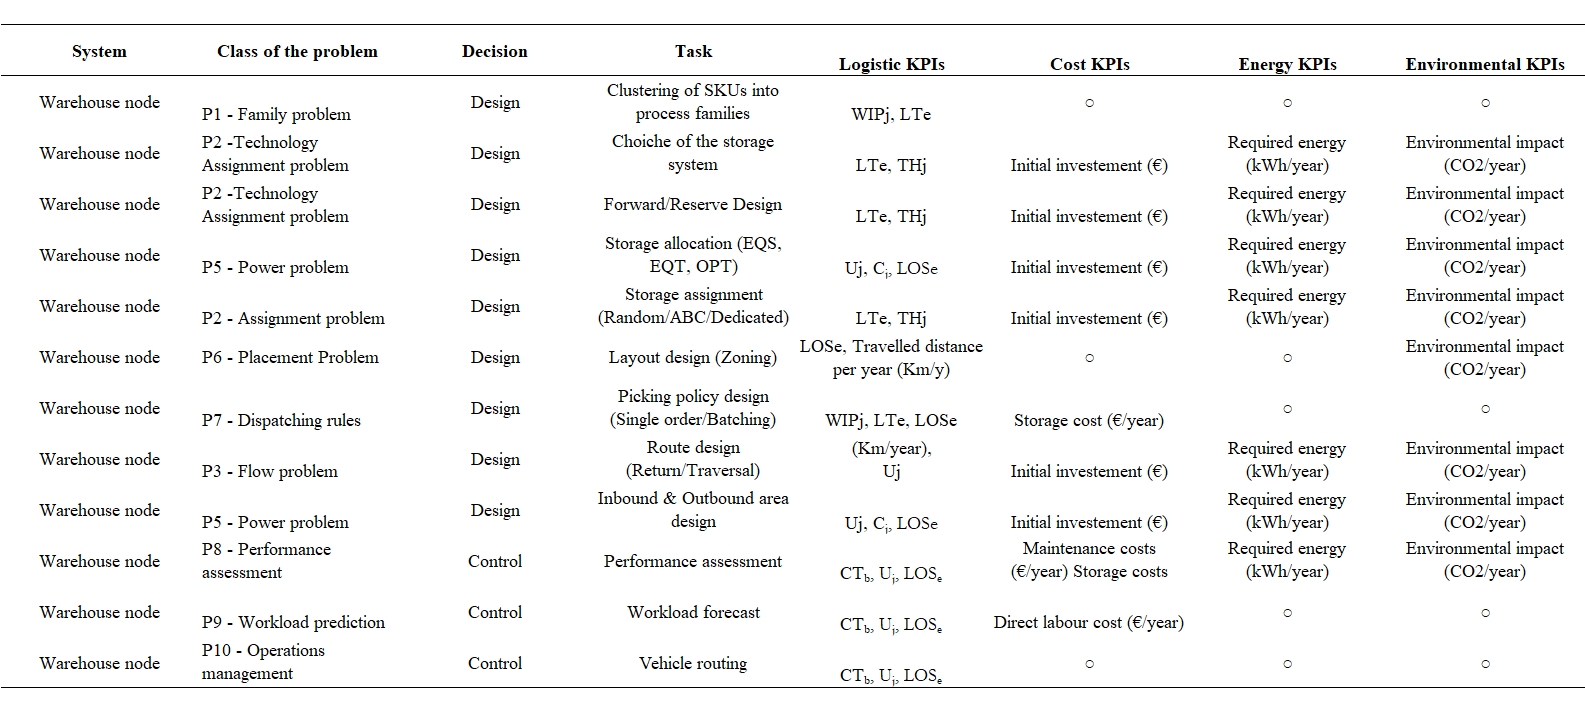 System Class of the problem Decision Task Logistic KPIs Cost KPIs Energy KPIs Environmental KPIs
Warehouse node P1 - Family problem Design Clustering of SKUs into process families WIPj, LTe ○ ○ ○
Warehouse node P2 -Technology Assignment problem Design Choiche of the storage system LTe, THj Initial investement (€) Required energy (kWh/year) Environmental impact (CO2/year)
Warehouse node P2 -Technology Assignment problem Design Forward/Reserve Design LTe, THj Initial investement (€) Required energy (kWh/year) Environmental impact (CO2/year)
Warehouse node P5 - Power problem Design Storage allocation (EQS, EQT, OPT) Uj, Cj, LOSe Initial investement (€) Required energy (kWh/year) Environmental impact (CO2/year)
Warehouse node P2 - Assignment problem Design Storage assignment (Random/ABC/Dedicated) LTe, THj Initial investement (€) Required energy (kWh/year) Environmental impact (CO2/year)
Warehouse node P6 - Placement Problem Design Layout design (Zoning) LOSe, Travelled distance per year (Km/y) ○ ○ Environmental impact (CO2/year)
Warehouse node P7 - Dispatching rules Design Picking policy design (Single order/Batching) WIPj, LTe, LOSe Storage cost (€/year) ○ ○
Warehouse node P3 - Flow problem Design Route design (Return/Traversal) (Km/year), Uj Initial investement (€) Required energy (kWh/year) Environmental impact (CO2/year)
Warehouse node P5 - Power problem Design Inbound & Outbound area design Uj, Cj, LOSe Initial investement (€) Required energy (kWh/year) Environmental impact (CO2/year)
Warehouse node P8 - Performance assessment Control Performance assessment CTb, Uj, LOSe Maintenance costs (€/year) Storage costs Required energy (kWh/year) Environmental impact (CO2/year)
Warehouse node P9 - Workload prediction Control Workload forecast CTb, Uj, LOSe Direct labour cost (€/year) ○ ○
Warehouse node P10 - Operations management Control Vehicle routing CTb, Uj, LOSe ○ ○ ○